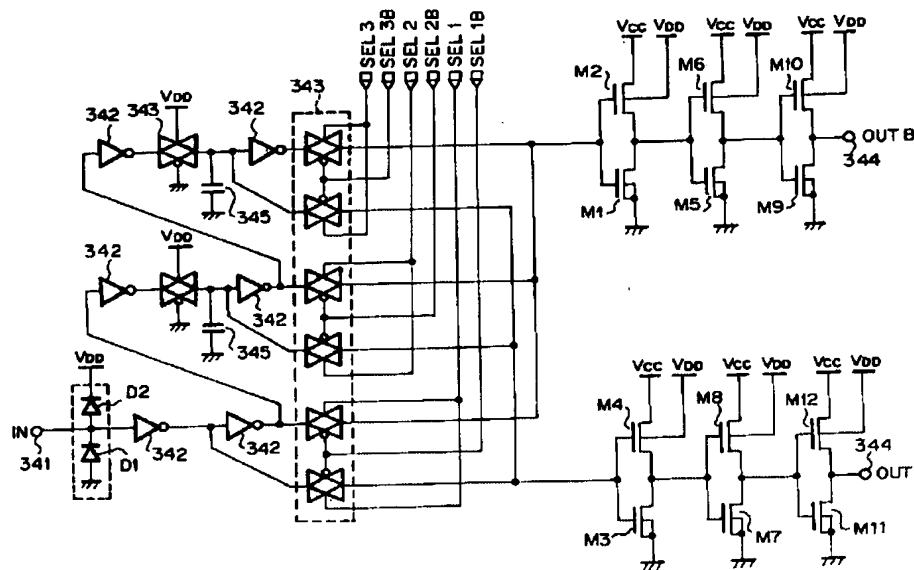 SEL 3
SEL 3B
SEL 2
SEL 2B
SEL 1
SEL 1B
VCC
VDD
VCC
VDD
VCC
VDD
M2
M6
M10
342
343
VDD
342
343
OUT B
344
345
M1
M5
M9
342
VDD
342
345
VDD
D2
IN
341
D1
342
342
VCC
VDD
VCC
VDD
VCC
VDD
M4
M8
M12
344
OUT
M3
M7
M11